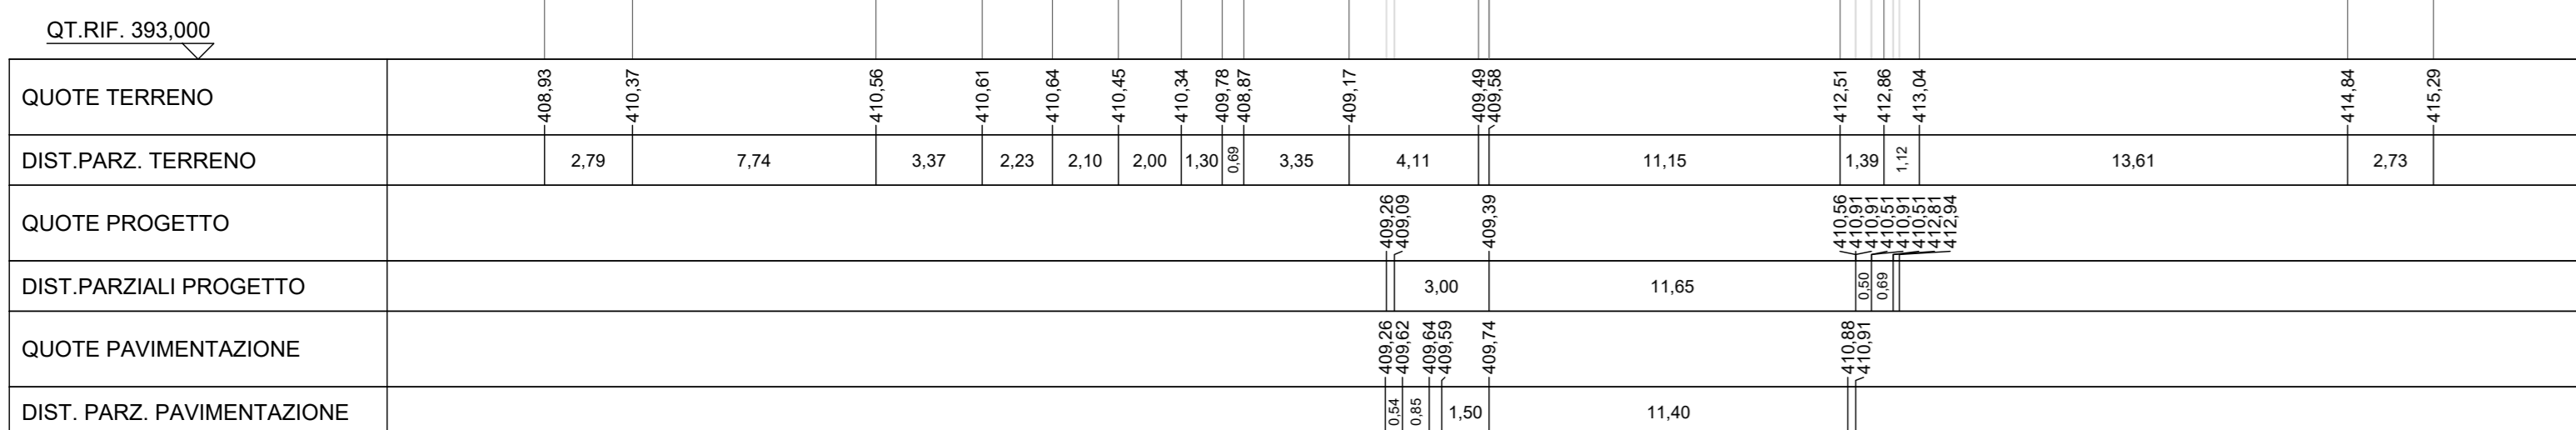 QT.RIF. 393,000
QUOTE TERRENO 408,93 410,37 410,56 410,61 410,64 410,45 410,34 409,78 408,87 409,17 409,49 409,58 412,51 412,86 413,04 414,84 415,29
DIST.PARZ. TERRENO 2,79 7,74 3,37 2,23 2,10 2,00 1,30 0,69 3,35 4,11 11,15 1,39 1,12 13,61 2,73
QUOTE PROGETTO 409,26 409,09 409,39 410,56 410,91 410,91 410,51 410,91 410,51 412,81 412,94
DIST.PARZIALI PROGETTO 3,00 11,65 0,50 0,69
QUOTE PAVIMENTAZIONE 409,26 409,62 409,64 409,59 409,74 410,88 410,91
DIST. PARZ. PAVIMENTAZIONE 0,54 0,85 1,50 11,40